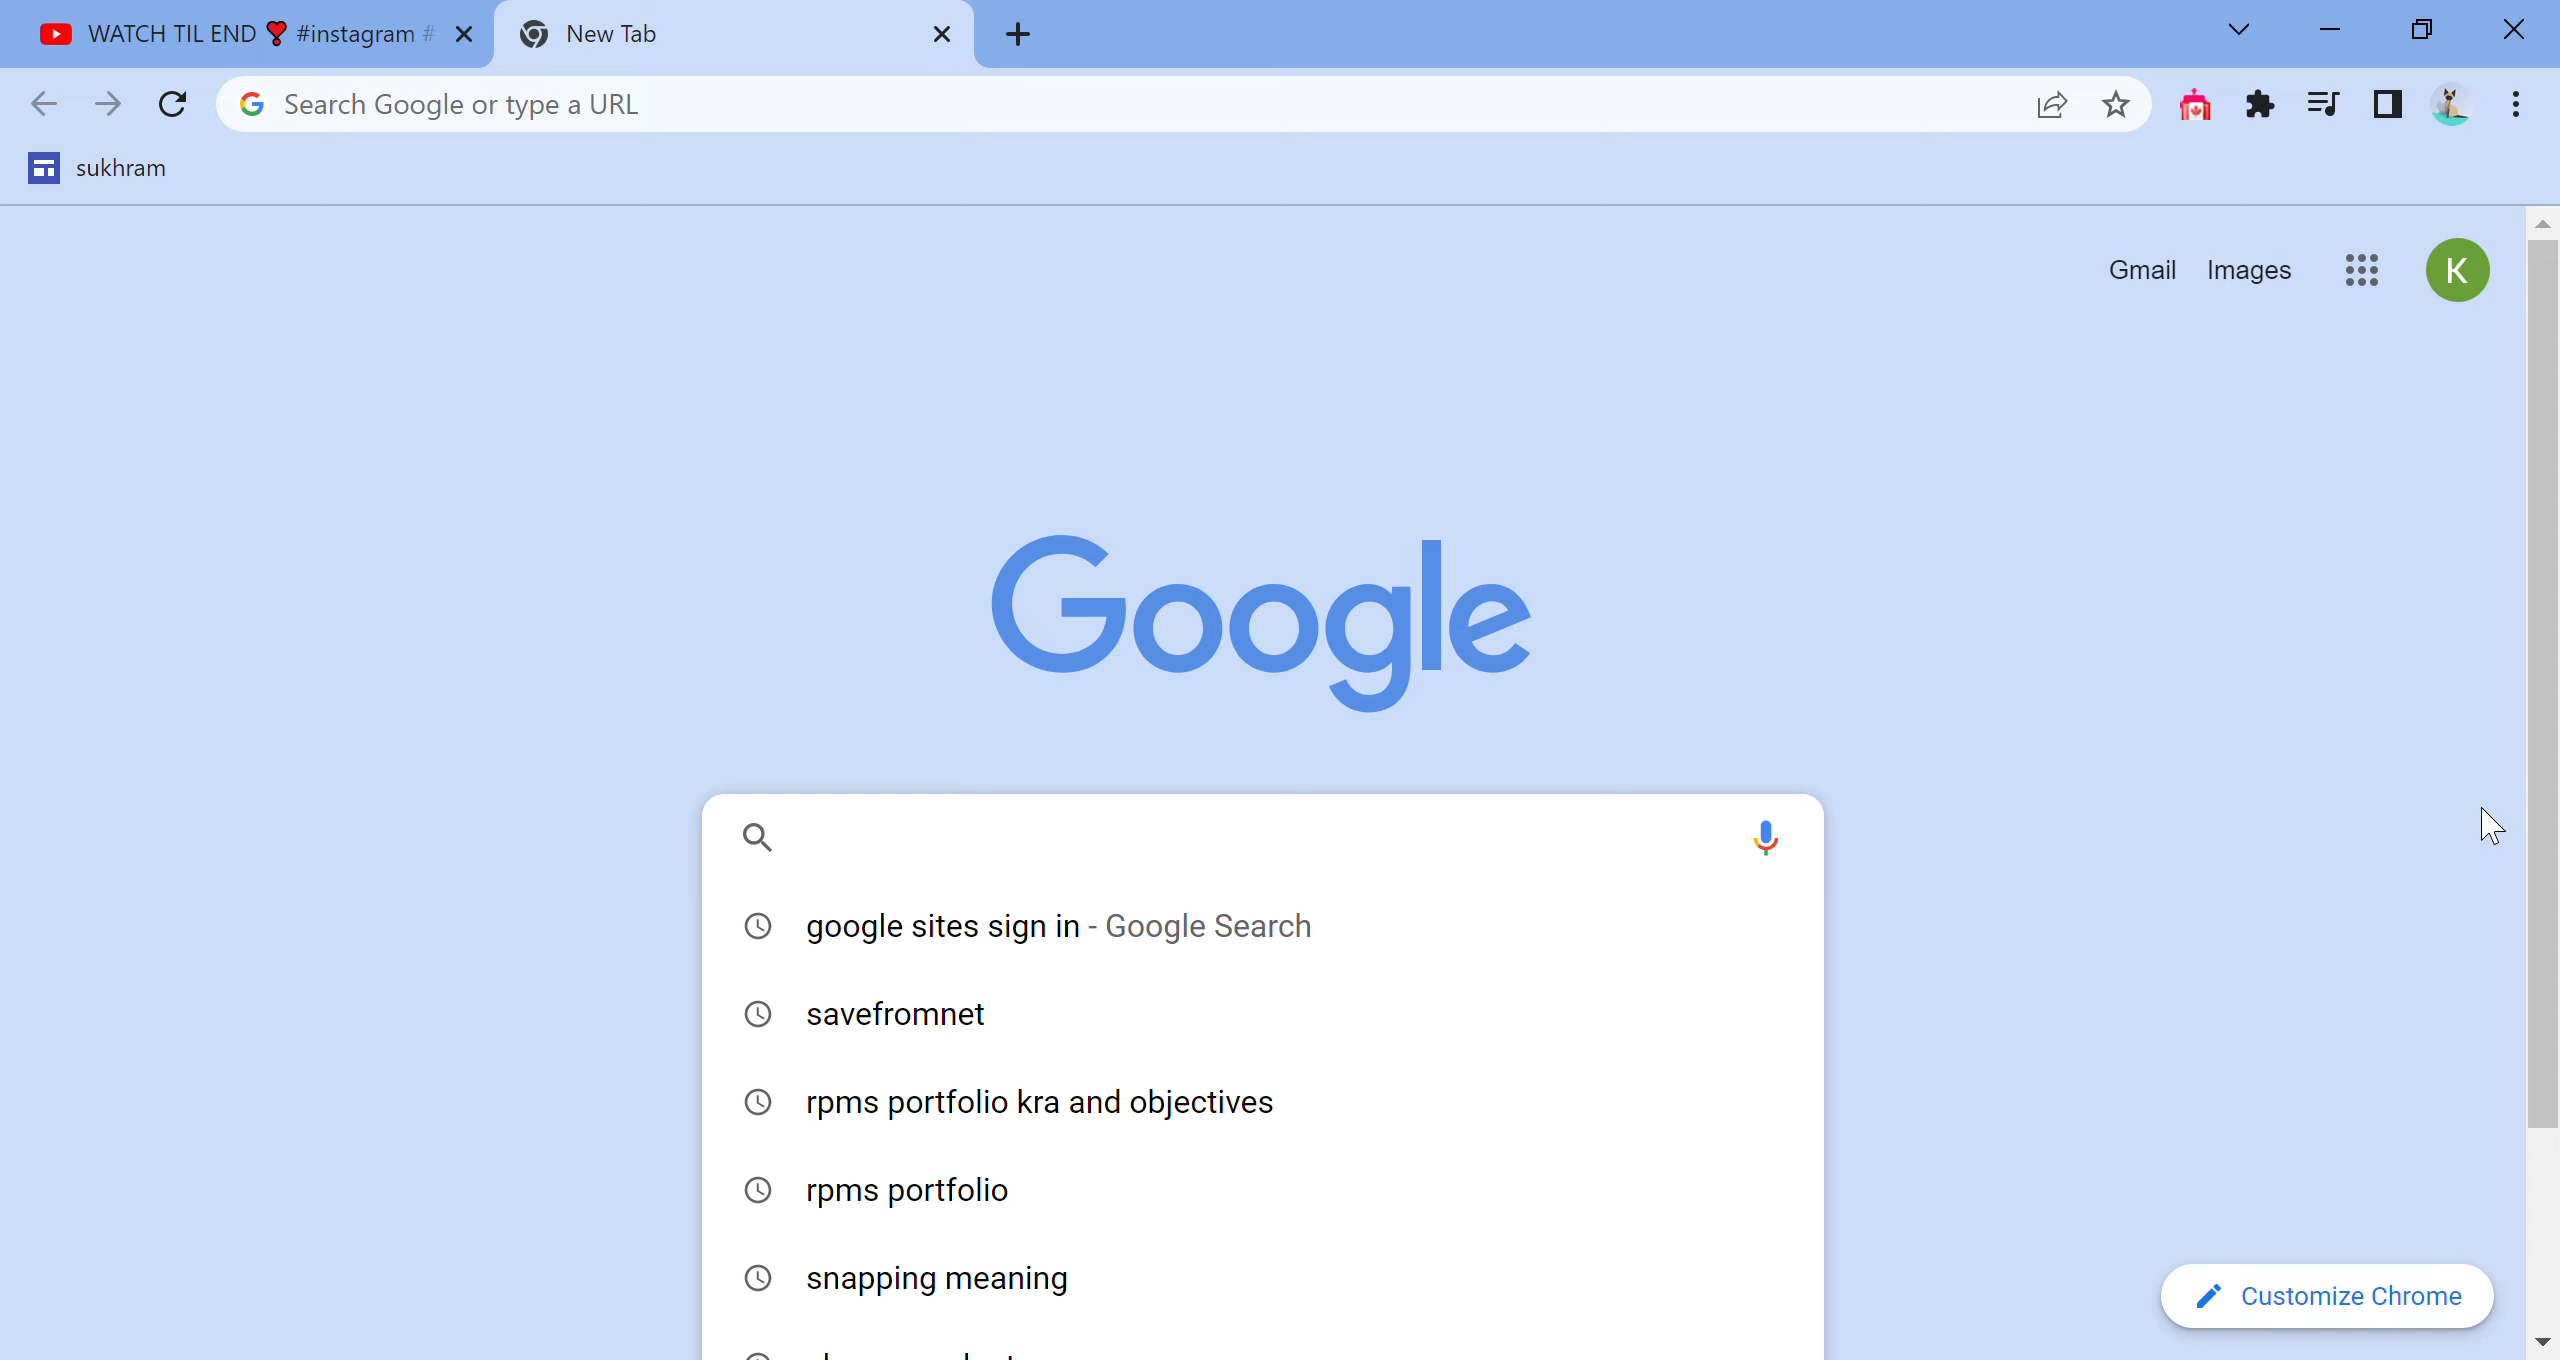 WATCH TIL END ❣️ #instagram #
New Tab
Search Google or type a URL
sukhram
Gmail Images
K
Google
google sites sign in - Google Search
savefromnet
rpms portfolio kra and objectives
rpms portfolio
snapping meaning
Customize Chrome